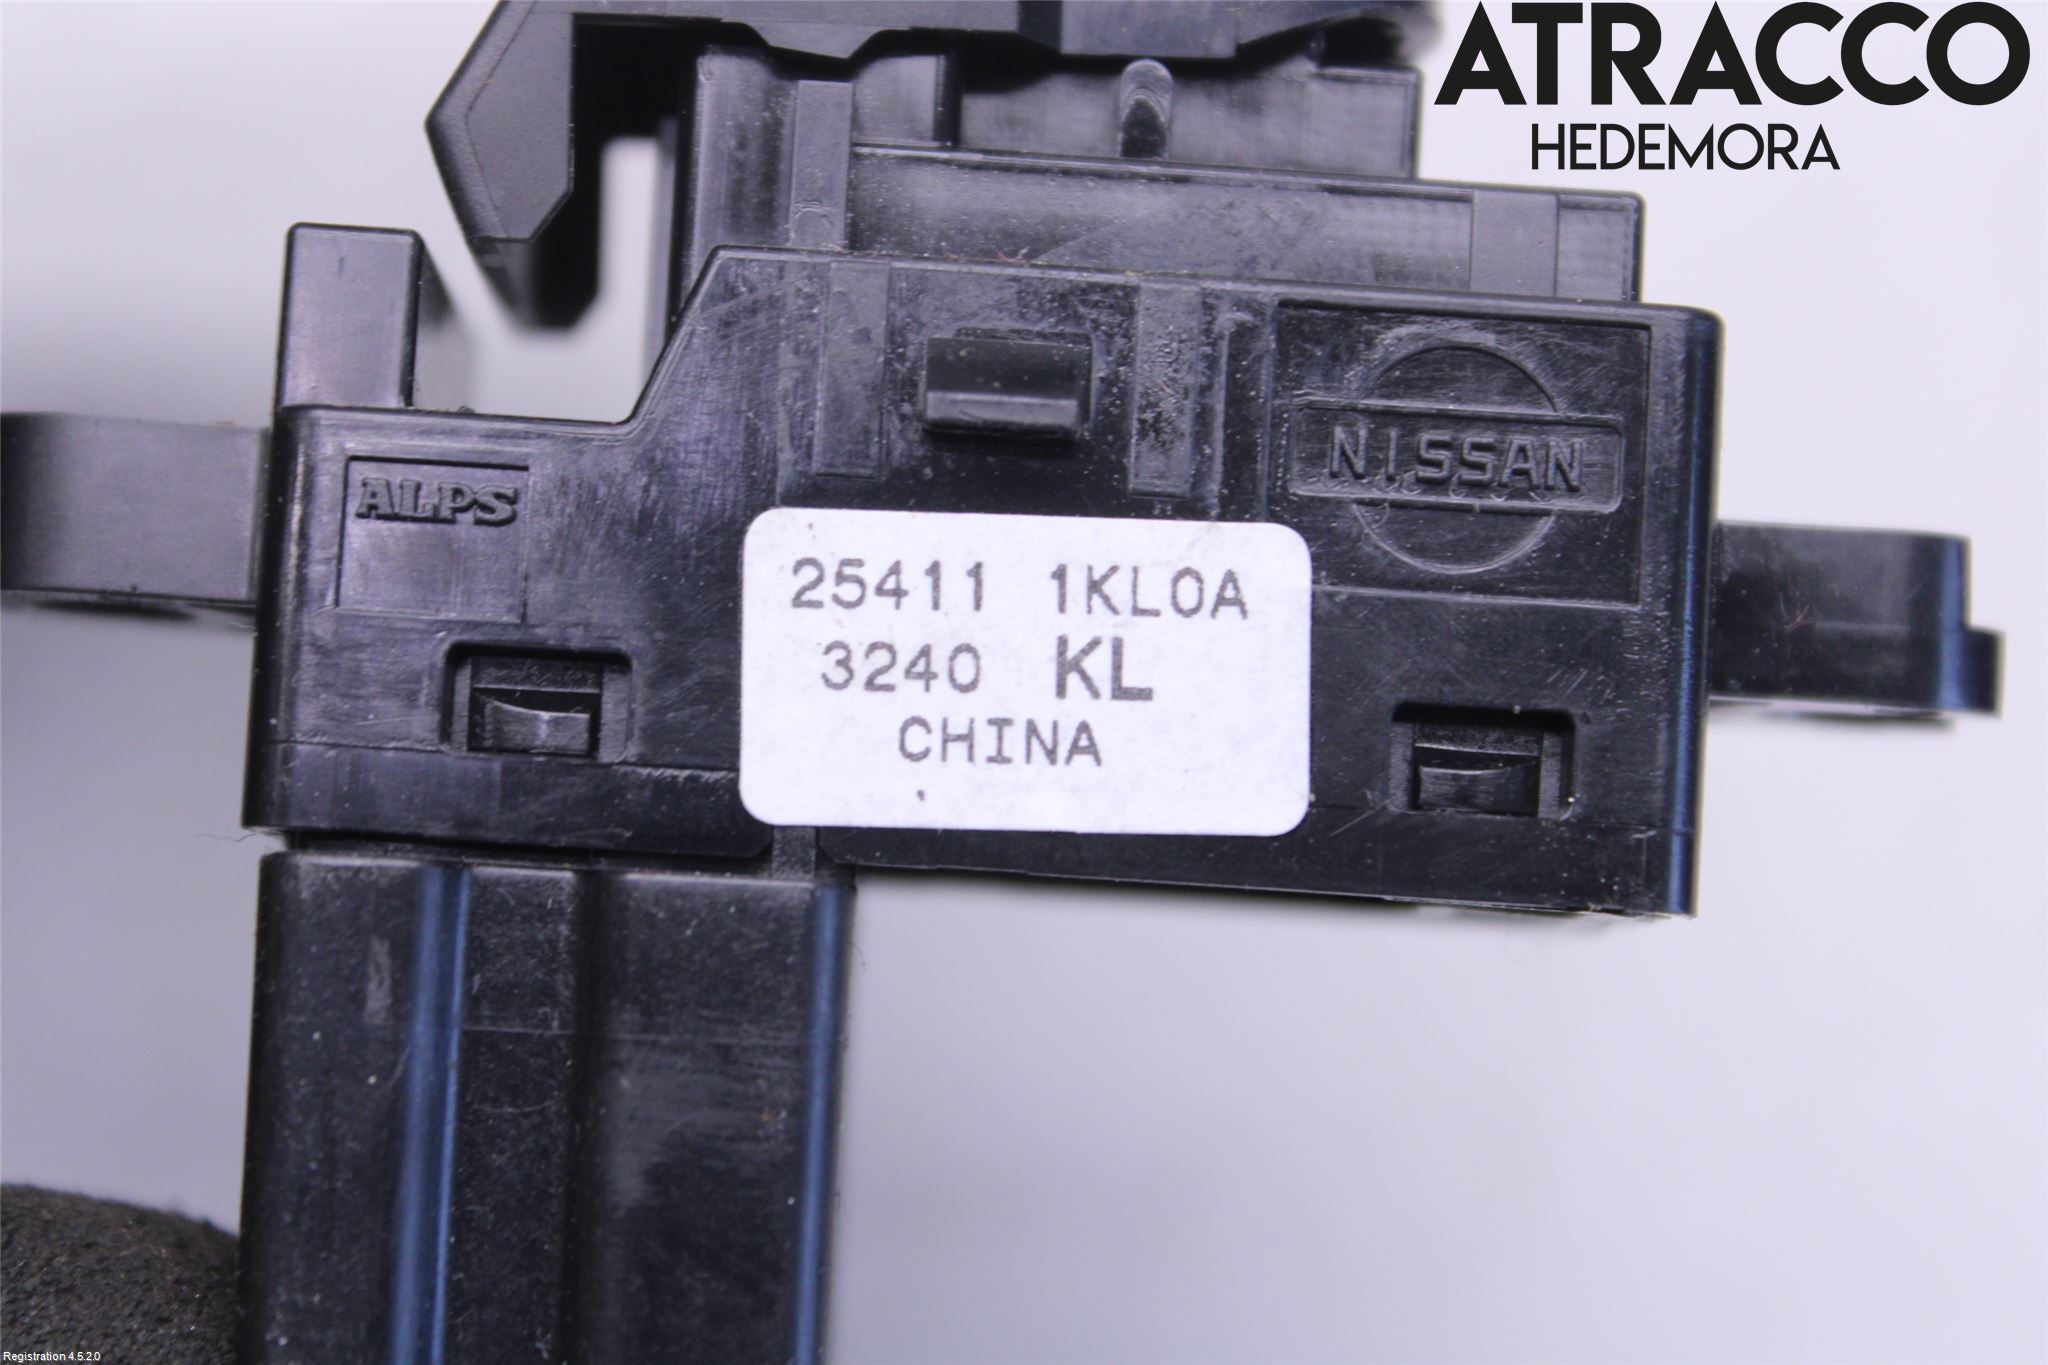 ATRACCO
HEDEMORA
NISSAN
ALPS
25411 1KL0A
3240 KL
CHINA
Registration 4.5.2.0